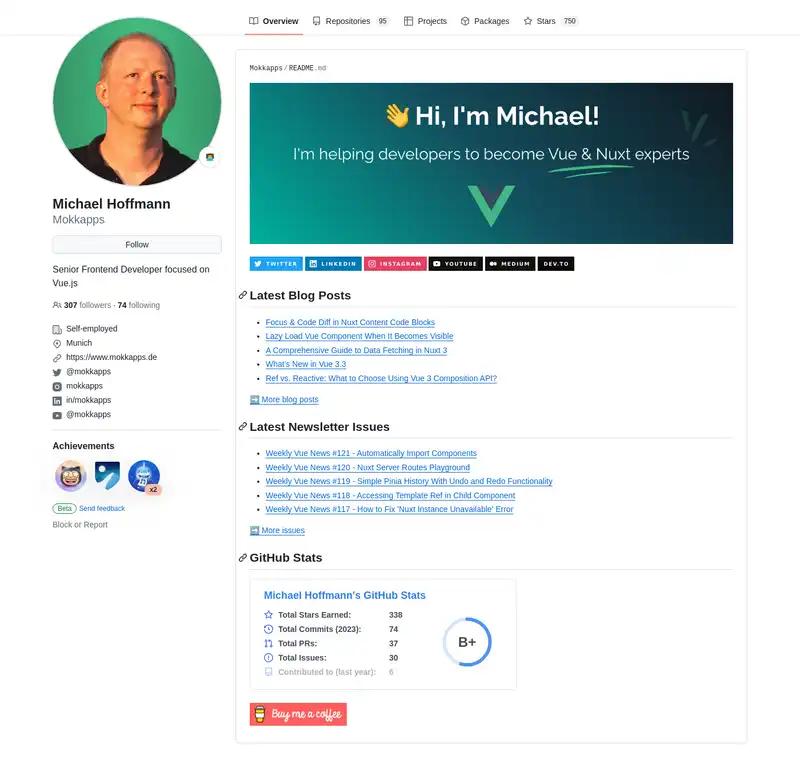 Overview
Repositories 95
Projects
Packages
Stars 750
Michael Hoffmann
Mokkapps
Follow
Senior Frontend Developer focused on
Vue.js
307 followers · 74 following
Self-employed
Munich
https://www.mokkapps.de
@mokkapps
mokkapps
in/mokkapps
@mokkapps
Achievements
x2
Beta Send feedback
Block or Report
Mokkapps / README.md
👋 Hi, I'm Michael!
I'm helping developers to become Vue & Nuxt experts
TWITTER
LINKEDIN
INSTAGRAM
YOUTUBE
MEDIUM
DEV.TO
Latest Blog Posts
Focus & Code Diff in Nuxt Content Code Blocks
Lazy Load Vue Component When It Becomes Visible
A Comprehensive Guide to Data Fetching in Nuxt 3
What's New in Vue 3.3
Ref vs. Reactive: What to Choose Using Vue 3 Composition API?
➡️ More blog posts
Latest Newsletter Issues
Weekly Vue News #121 - Automatically Import Components
Weekly Vue News #120 - Nuxt Server Routes Playground
Weekly Vue News #119 - Simple Pinia History With Undo and Redo Functionality
Weekly Vue News #118 - Accessing Template Ref in Child Component
Weekly Vue News #117 - How to Fix 'Nuxt Instance Unavailable' Error
➡️ More issues
GitHub Stats
Michael Hoffmann's GitHub Stats
Total Stars Earned: 338
Total Commits (2023): 74
Total PRs: 37
Total Issues: 30
Contributed to (last year): 6
B+
Buy me a coffee